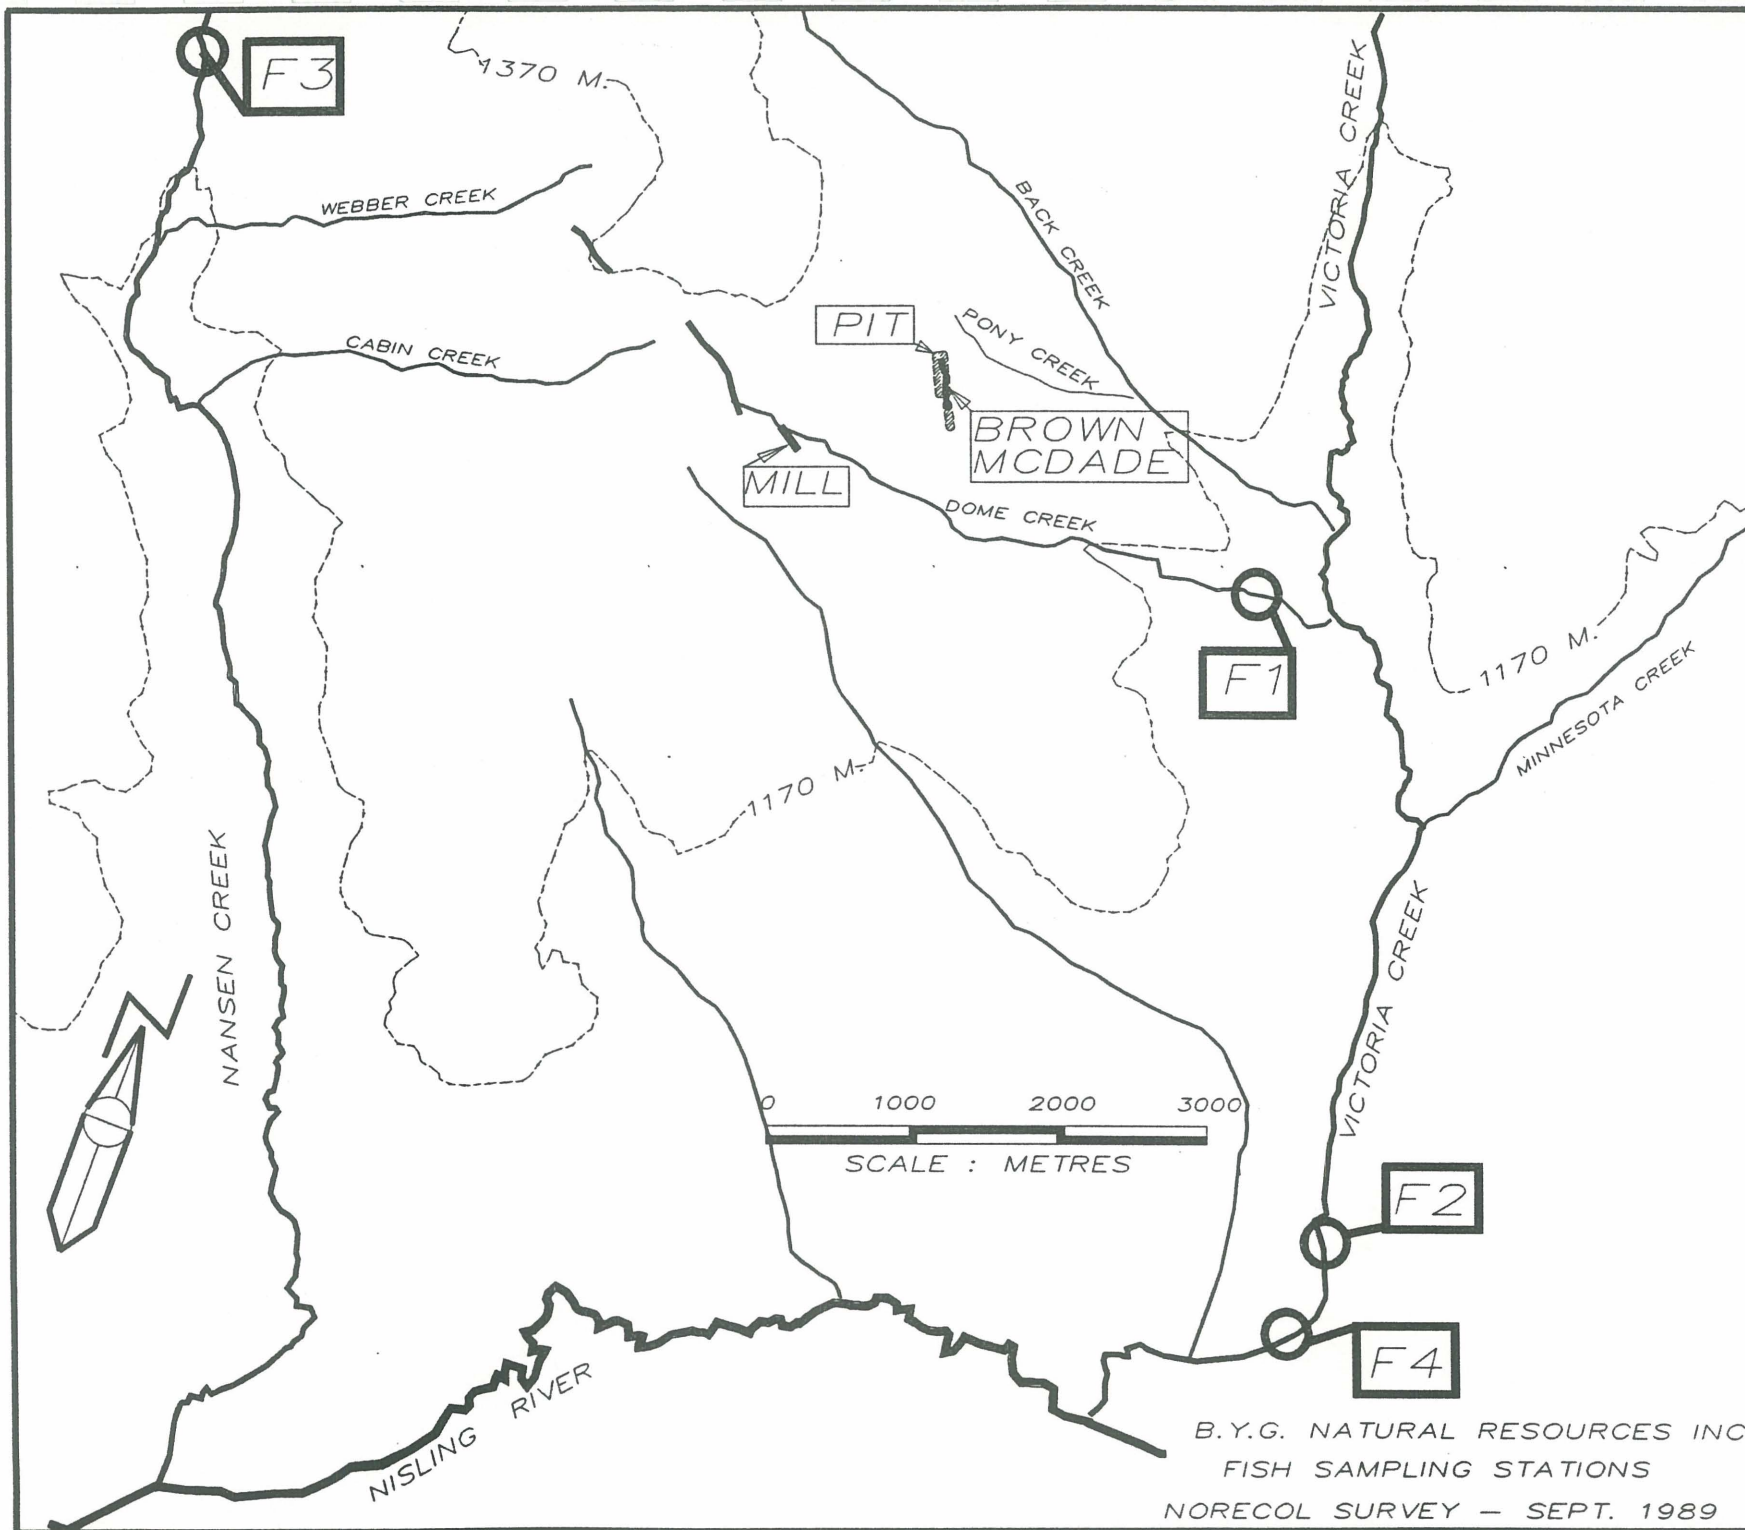 F3
1370 M.
VICTORIA CREEK
WEBBER CREEK
BACK CREEK
PIT
PONY CREEK
CABIN CREEK
BROWN
MCDADE
MILL
DOME CREEK
F1
1170 M.
MINNESOTA CREEK
1170 M.
NANSEN CREEK
VICTORIA CREEK
N
0 1000 2000 3000
SCALE : METRES
F2
F4
NISLING RIVER
B.Y.G. NATURAL RESOURCES INC
FISH SAMPLING STATIONS
NORECOL SURVEY – SEPT. 1989